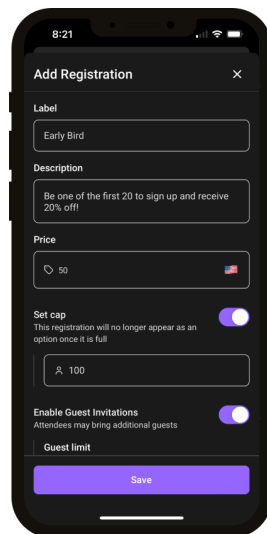 8:21
Add Registration
Label
Early Bird
Description
Be one of the first 20 to sign up and receive
20% off!
Price
50
Set cap
This registration will no longer appear as an
option once it is full
100
Enable Guest Invitations
Attendees may bring additional guests
Guest limit
Save